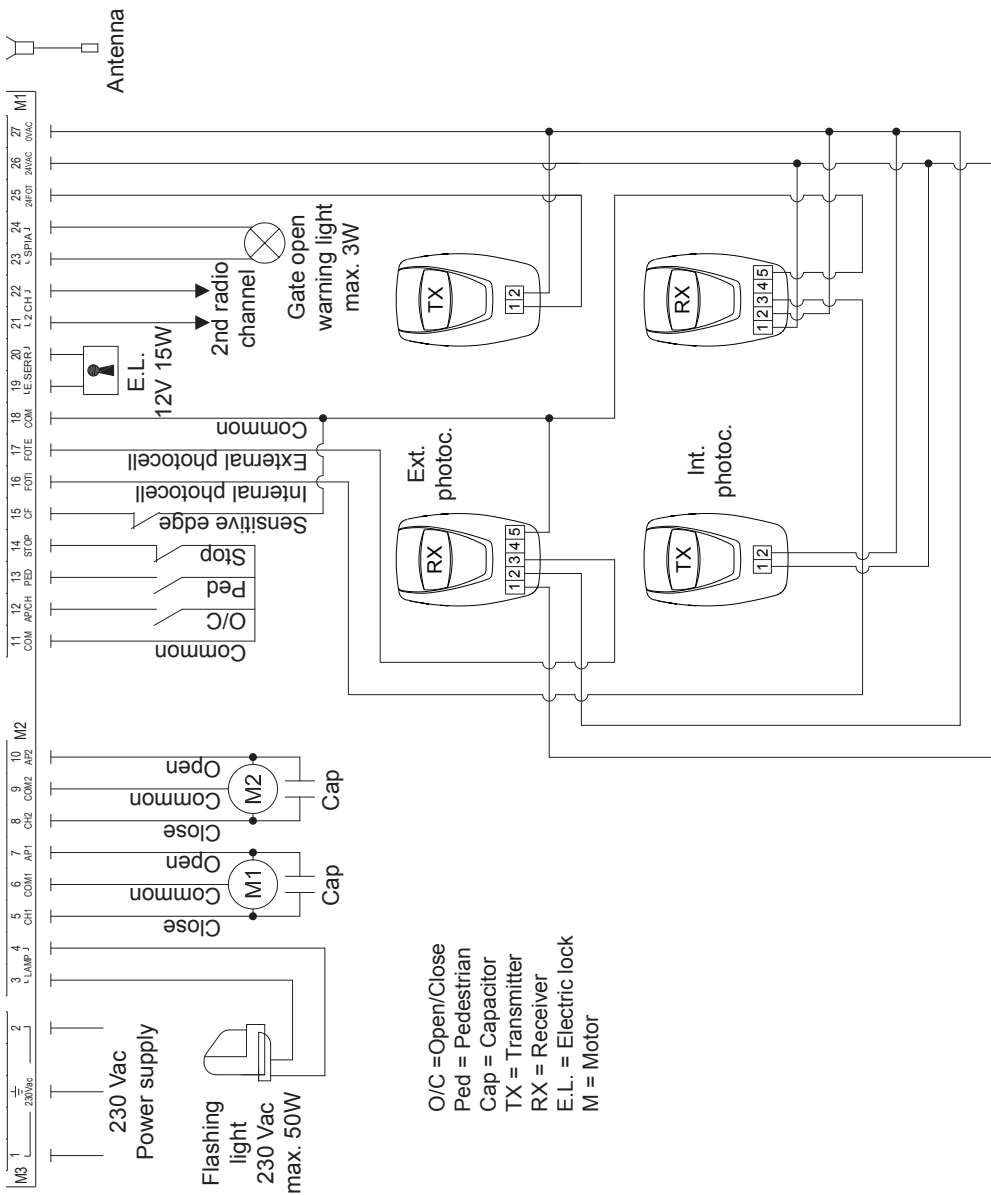 Antenna
M1
27
0VAC
26
24VAC
25
24FOT
24
SPIA
23
22
2 CH
21
20
E.SERR
19
18
COM
17
FOTE
16
FOTI
15
CF
14
STOP
13
PED
12
AP/CH
11
COM
M2
10
AP2
9
COM2
8
CH2
7
AP1
6
COM1
5
CH1
4
LAMP
3
2
230Vac
1
M3
Gate open
warning light
max. 3W
2nd radio
channel
E.L.
12V 15W
Common
External photocell
Internal photocell
Sensitive edge
Stop
Ped
O/C
Common
Open
Common
Close
M2
Cap
Open
Common
Close
M1
Cap
230 Vac
Power supply
Flashing
light
230 Vac
max. 50W
TX
1 2
RX
1 2 3 4 5
Ext.
photoc.
RX
1 2 3 4 5
Int.
photoc.
TX
1 2
O/C =Open/Close
Ped = Pedestrian
Cap = Capacitor
TX = Transmitter
RX = Receiver
E.L. = Electric lock
M = Motor